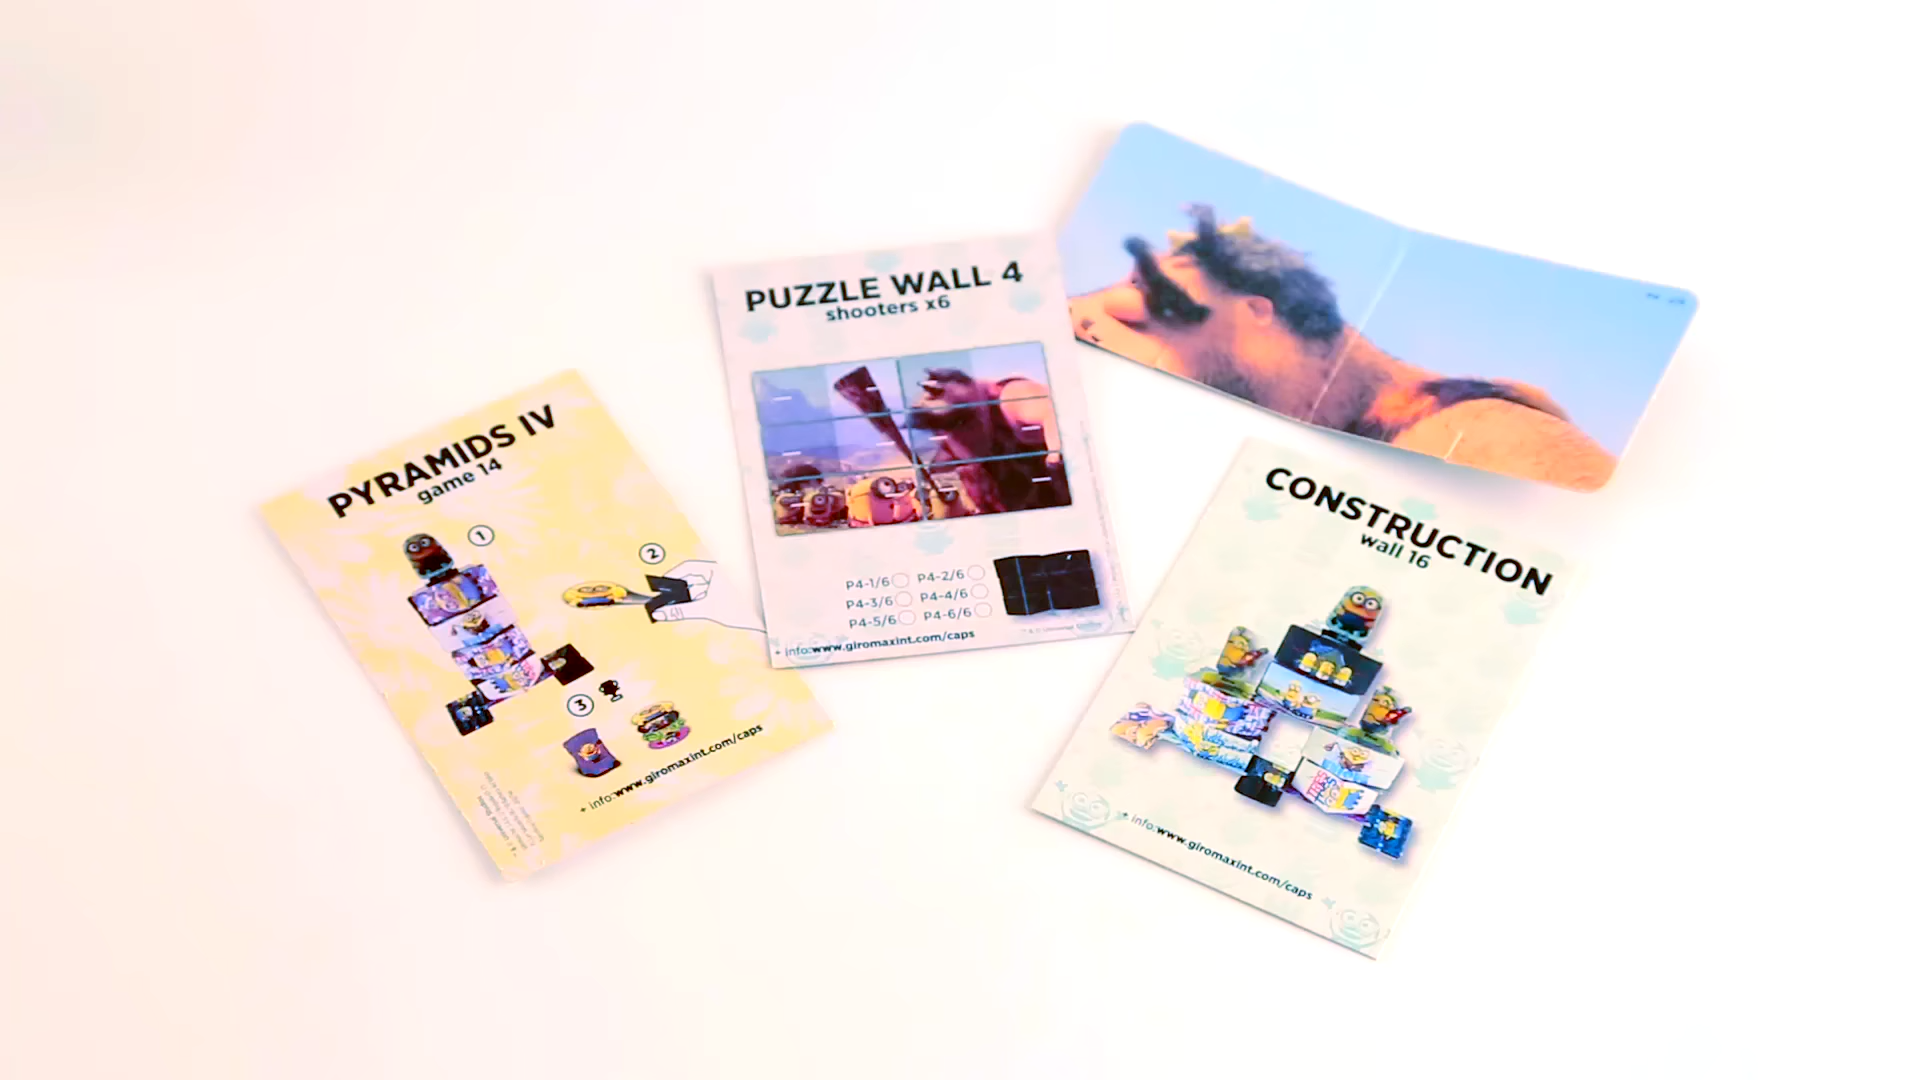 PYRAMIDS IV
game 14
1
2
3
+ info:www.giromaxint.com/caps
PUZZLE WALL 4
shooters x6
P4-1/6 P4-2/6
P4-3/6 P4-4/6
P4-5/6 P4-6/6
+ info:www.giromaxint.com/caps
CONSTRUCTION
wall 16
+ info:www.giromaxint.com/caps